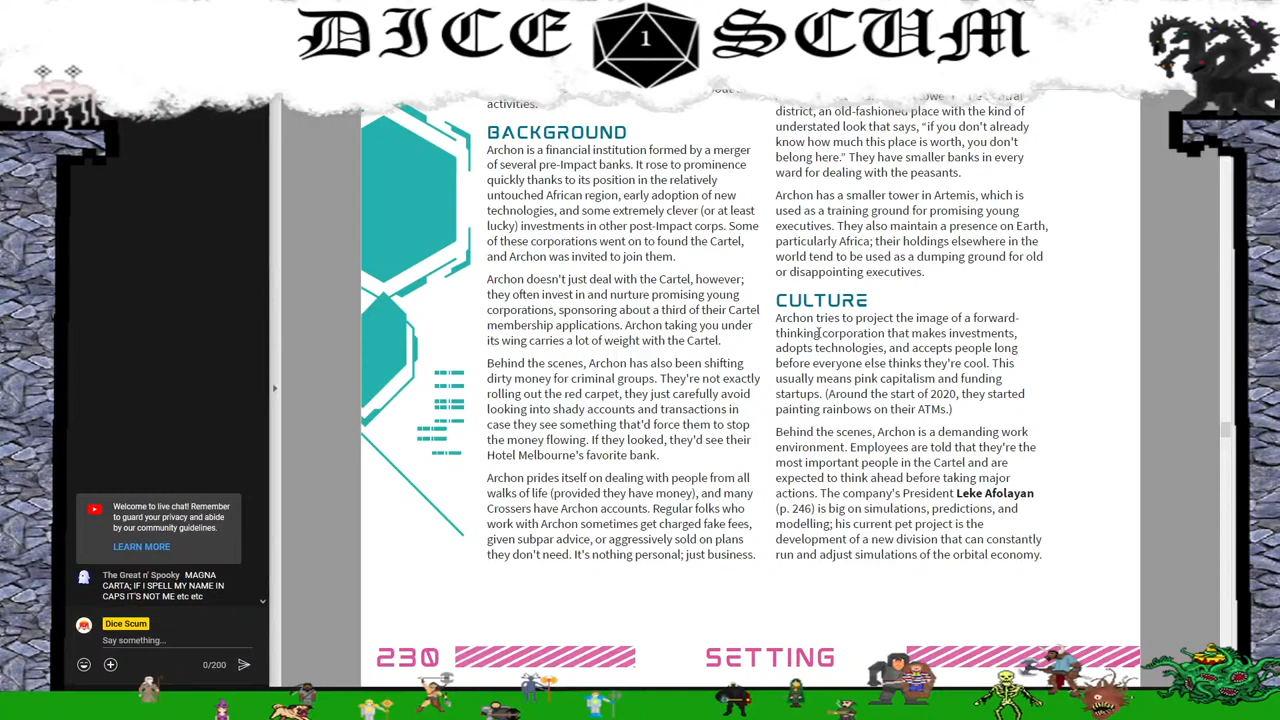 DICE 1 SCUM
activities.
BACKGROUND
Archon is a financial institution formed by a merger
of several pre-Impact banks. It rose to prominence
quickly thanks to its position in the relatively
untouched African region, early adoption of new
technologies, and some extremely clever (or at least
lucky) investments in other post-Impact corps. Some
of these corporations went on to found the Cartel,
and Archon was invited to join them.
Archon doesn't just deal with the Cartel, however;
they often invest in and nurture promising young
corporations, sponsoring about a third of their Cartel
membership applications. Archon taking you under
its wing carries a lot of weight with the Cartel.
Behind the scenes, Archon has also been shifting
dirty money for criminal groups. They're not exactly
rolling out the red carpet, they just carefully avoid
looking into shady accounts and transactions in
case they see something that'd force them to stop
the money flowing. If they looked, they'd see their
Hotel Melbourne's favorite bank.
Archon prides itself on dealing with people from all
walks of life (provided they have money), and many
Crossers have Archon accounts. Regular folks who
work with Archon sometimes get charged fake fees,
given subpar advice, or aggressively sold on plans
they don't need. It's nothing personal; just business.
district, an old-fashioned place with the kind of
understated look that says, "if you don't already
know how much this place is worth, you don't
belong here." They have smaller banks in every
ward for dealing with the peasants.
Archon has a smaller tower in Artemis, which is
used as a training ground for promising young
executives. They also maintain a presence on Earth,
particularly Africa; their holdings elsewhere in the
world tend to be used as a dumping ground for old
or disappointing executives.
CULTURE
Archon tries to project the image of a forward-
thinking corporation that makes investments,
adopts technologies, and accepts people long
before everyone else thinks they're cool. This
usually means pink capitalism and funding
startups. (Around the start of 2020, they started
painting rainbows on their ATMs.)
Behind the scenes, Archon is a demanding work
environment. Employees are told that they're the
most important people in the Cartel and are
expected to think ahead before taking major
actions. The company's President Leke Afolayan
(p. 246) is big on simulations, predictions, and
modelling; his current pet project is the
development of a new division that can constantly
run and adjust simulations of the orbital economy.
Welcome to live chat! Remember
to guard your privacy and abide
by our community guidelines.
LEARN MORE
The Great n' Spooky MAGNA
CARTA; IF I SPELL MY NAME IN
CAPS IT'S NOT ME etc etc
Dice Scum
Say something...
0/200
230
SETTING